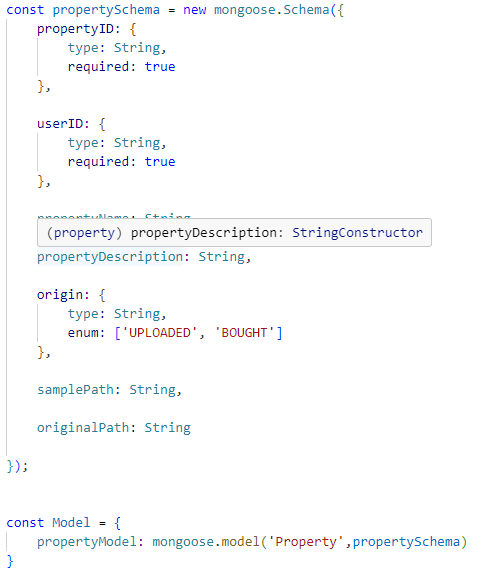 const propertySchema = new mongoose.Schema({
    propertyID: {
        type: String,
        required: true
    },
    userID: {
        type: String,
        required: true
    },
    propertyName: String
(property) propertyDescription: StringConstructor
    propertyDescription: String,
    origin: {
        type: String,
        enum: ['UPLOADED', 'BOUGHT']
    },
    samplePath: String,
    originalPath: String
});
const Model = {
    propertyModel: mongoose.model('Property',propertySchema)
}